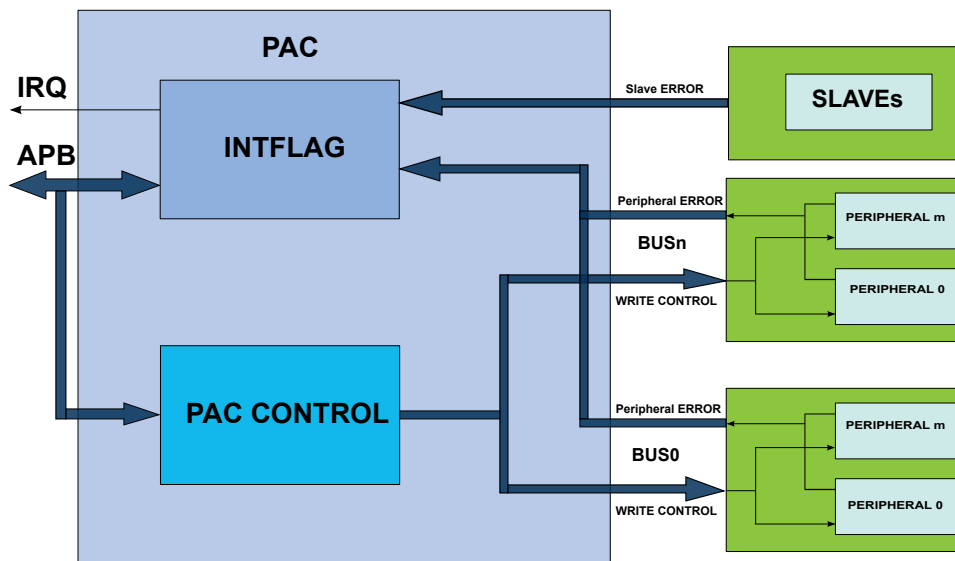 PAC
IRQ
APB
INTFLAG
Slave ERROR
SLAVEs
Peripheral ERROR
BUSn
WRITE CONTROL
PERIPHERAL m
PERIPHERAL 0
PAC CONTROL
Peripheral ERROR
BUS0
WRITE CONTROL
PERIPHERAL m
PERIPHERAL 0